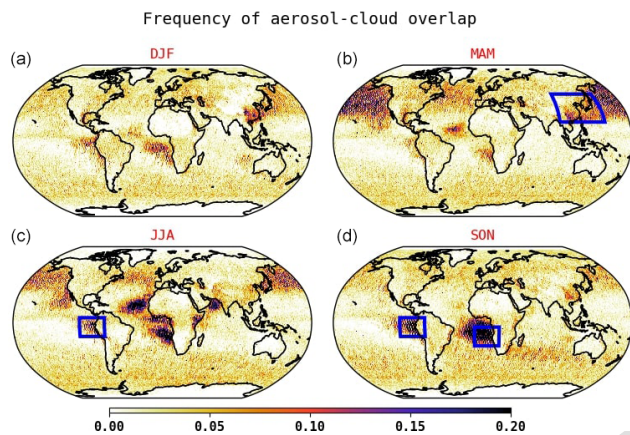 Frequency of aerosol-cloud overlap
(a) DJF
(b) MAM
(c) JJA
(d) SON
0.00 0.05 0.10 0.15 0.20